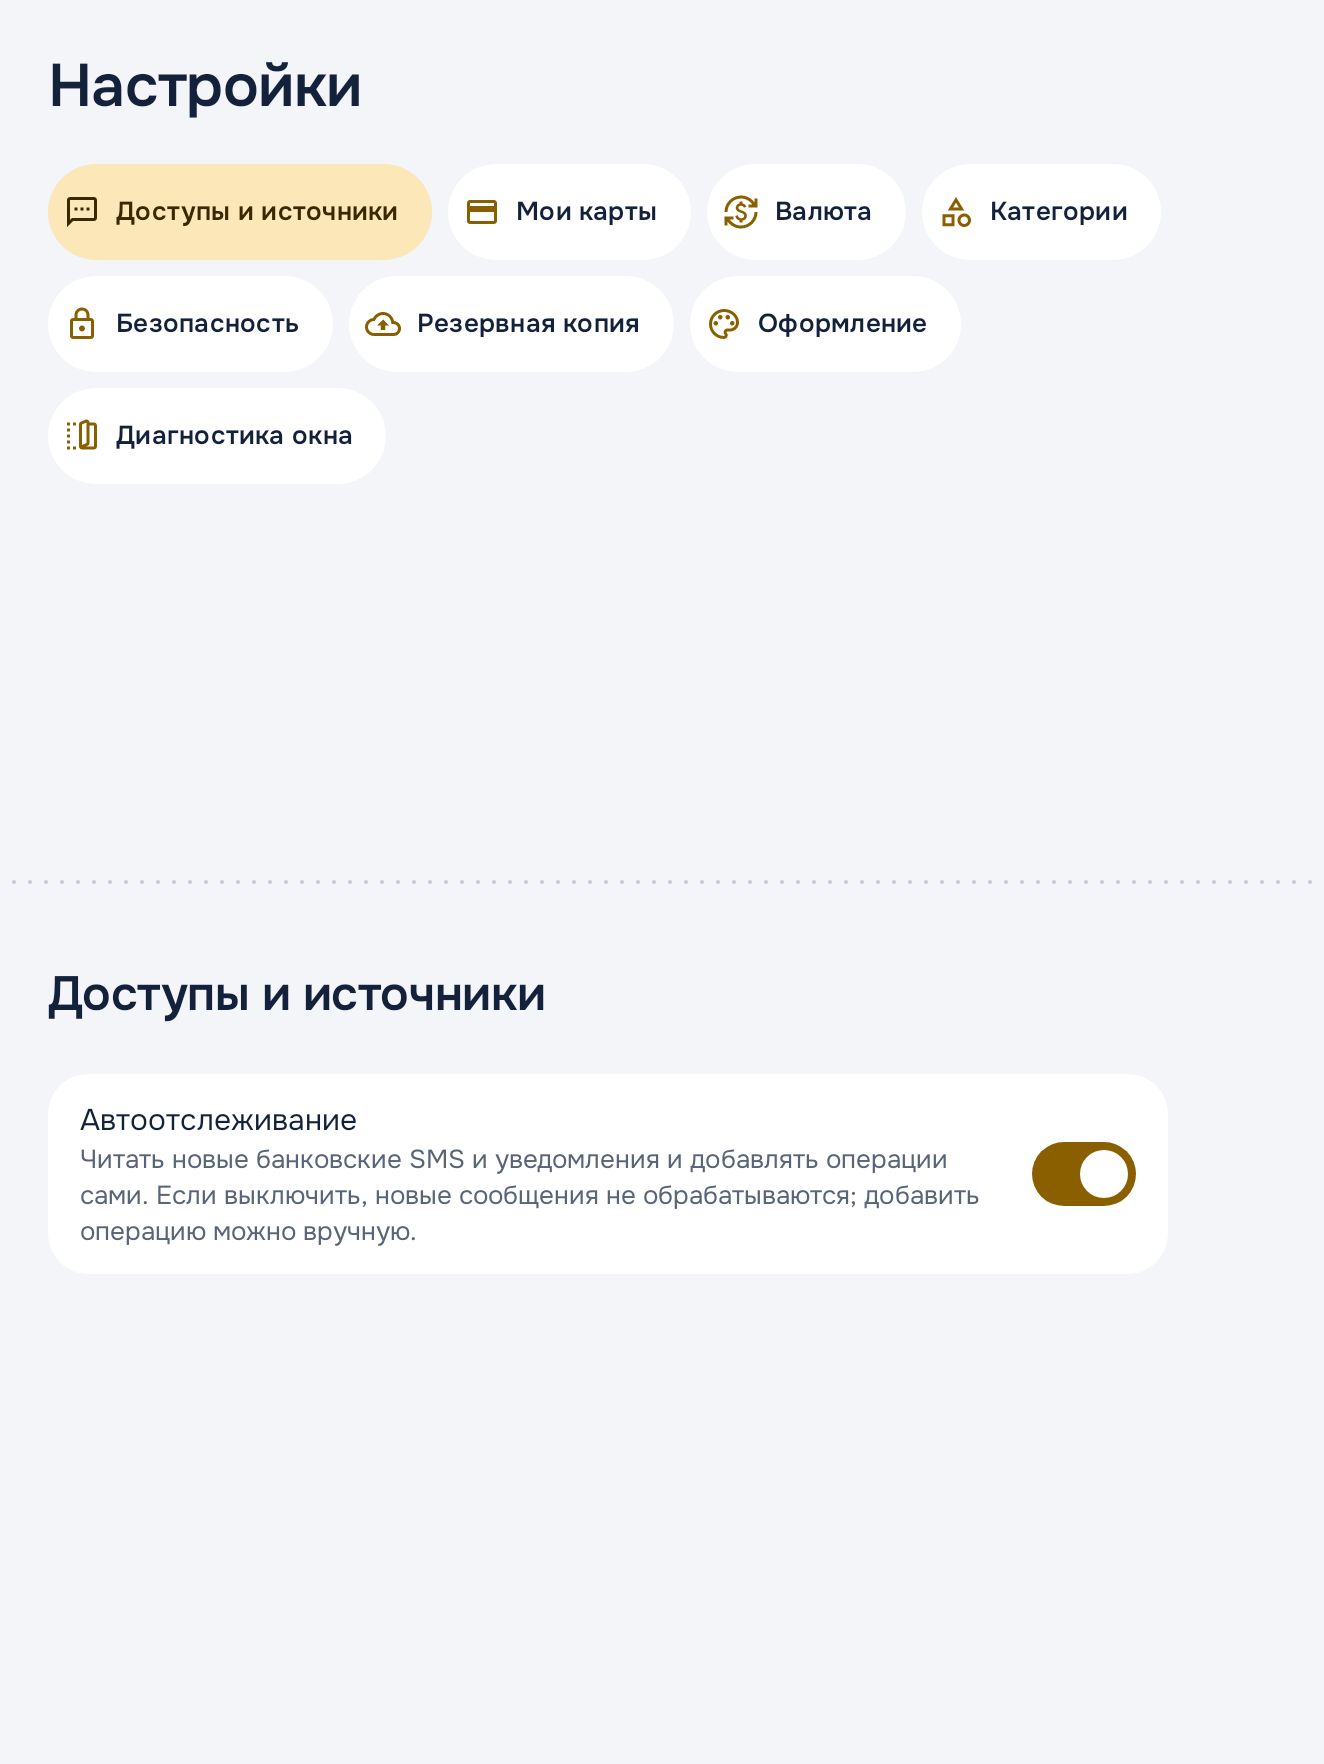 Настройки
Доступы и источники
Мои карты
Валюта
Категории
Безопасность
Резервная копия
Оформление
Диагностика окна
Доступы и источники
Автоотслеживание
Читать новые банковские SMS и уведомления и добавлять операции
сами. Если выключить, новые сообщения не обрабатываются; добавить
операцию можно вручную.